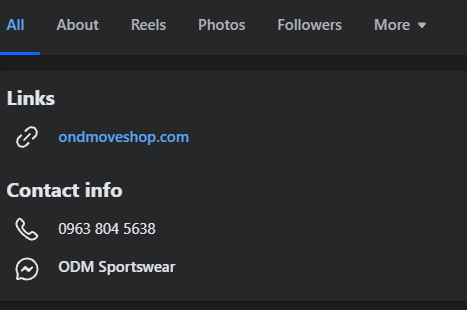 All About Reels Photos Followers More
Links
ondmoveshop.com
Contact info
0963 804 5638
ODM Sportswear